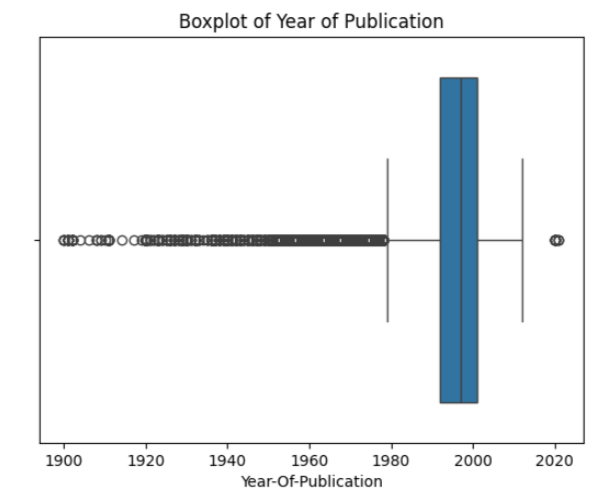 Boxplot of Year of Publication
1900 1920 1940 1960 1980 2000 2020
Year-Of-Publication